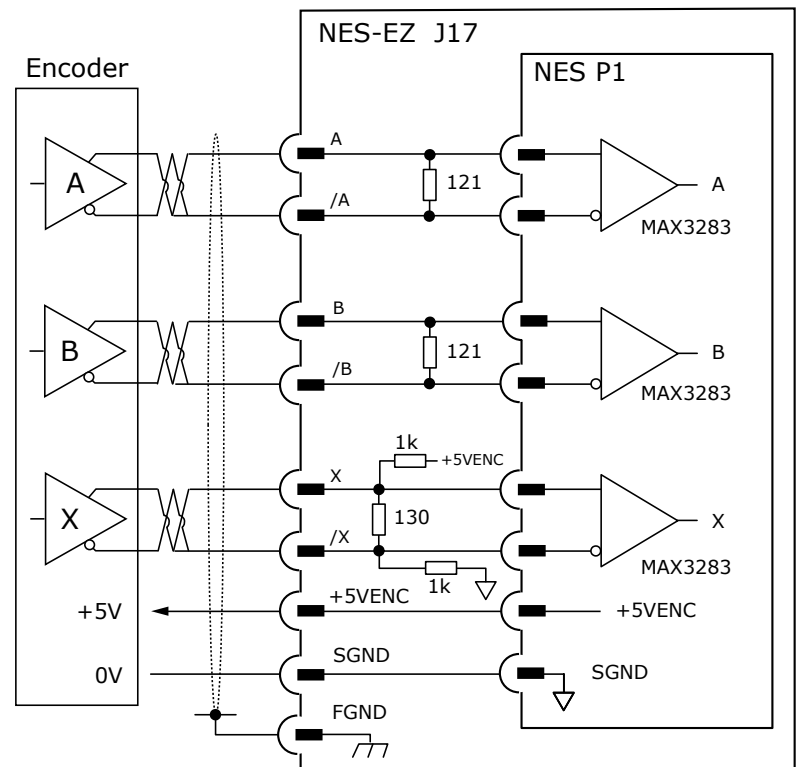 NES-EZ J17
Encoder
NES P1
A
A
121
A
/A
MAX3283
B
B
121
B
/B
MAX3283
1k
+5VENC
X
X
130
X
/X
1k
MAX3283
+5V
+5VENC
+5VENC
0V
SGND
SGND
FGND